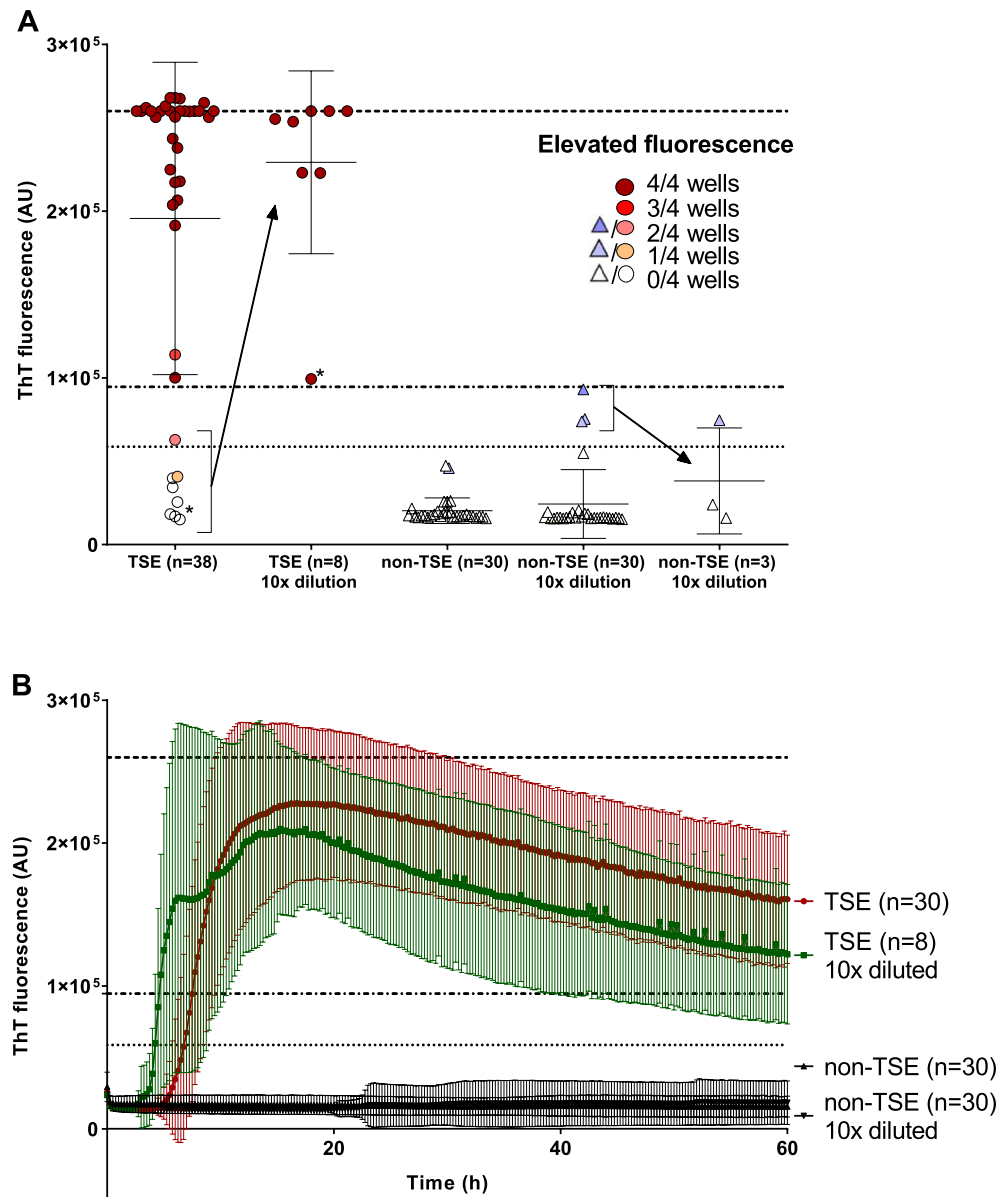 A
3×10⁵
2×10⁵
1×10⁵
0
ThT fluorescence (AU)
Elevated fluorescence
4/4 wells
3/4 wells
/ 2/4 wells
/ 1/4 wells
/ 0/4 wells
*
*
TSE (n=38)
TSE (n=8)
10x dilution
non-TSE (n=30)
non-TSE (n=30)
10x dilution
non-TSE (n=3)
10x dilution
B
3×10⁵
2×10⁵
1×10⁵
0
ThT fluorescence (AU)
TSE (n=30)
TSE (n=8)
10x diluted
non-TSE (n=30)
non-TSE (n=30)
10x diluted
20
40
60
Time (h)